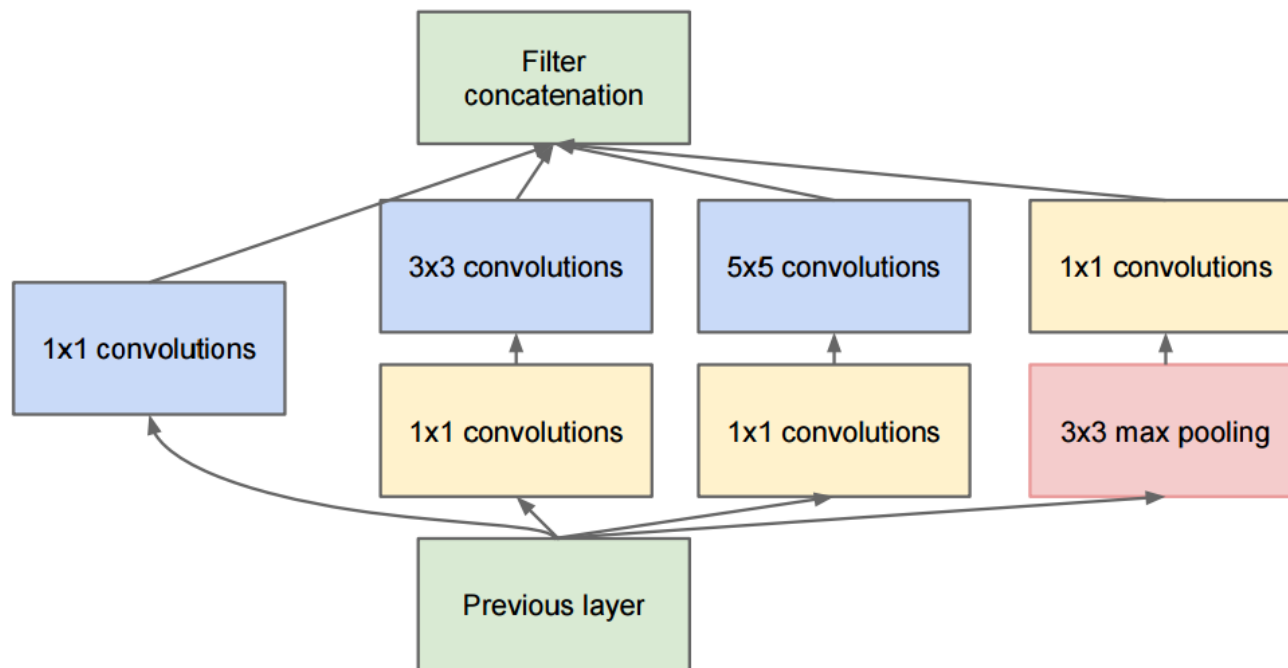 Filter
concatenation
3x3 convolutions
5x5 convolutions
1x1 convolutions
1x1 convolutions
1x1 convolutions
1x1 convolutions
3x3 max pooling
Previous layer